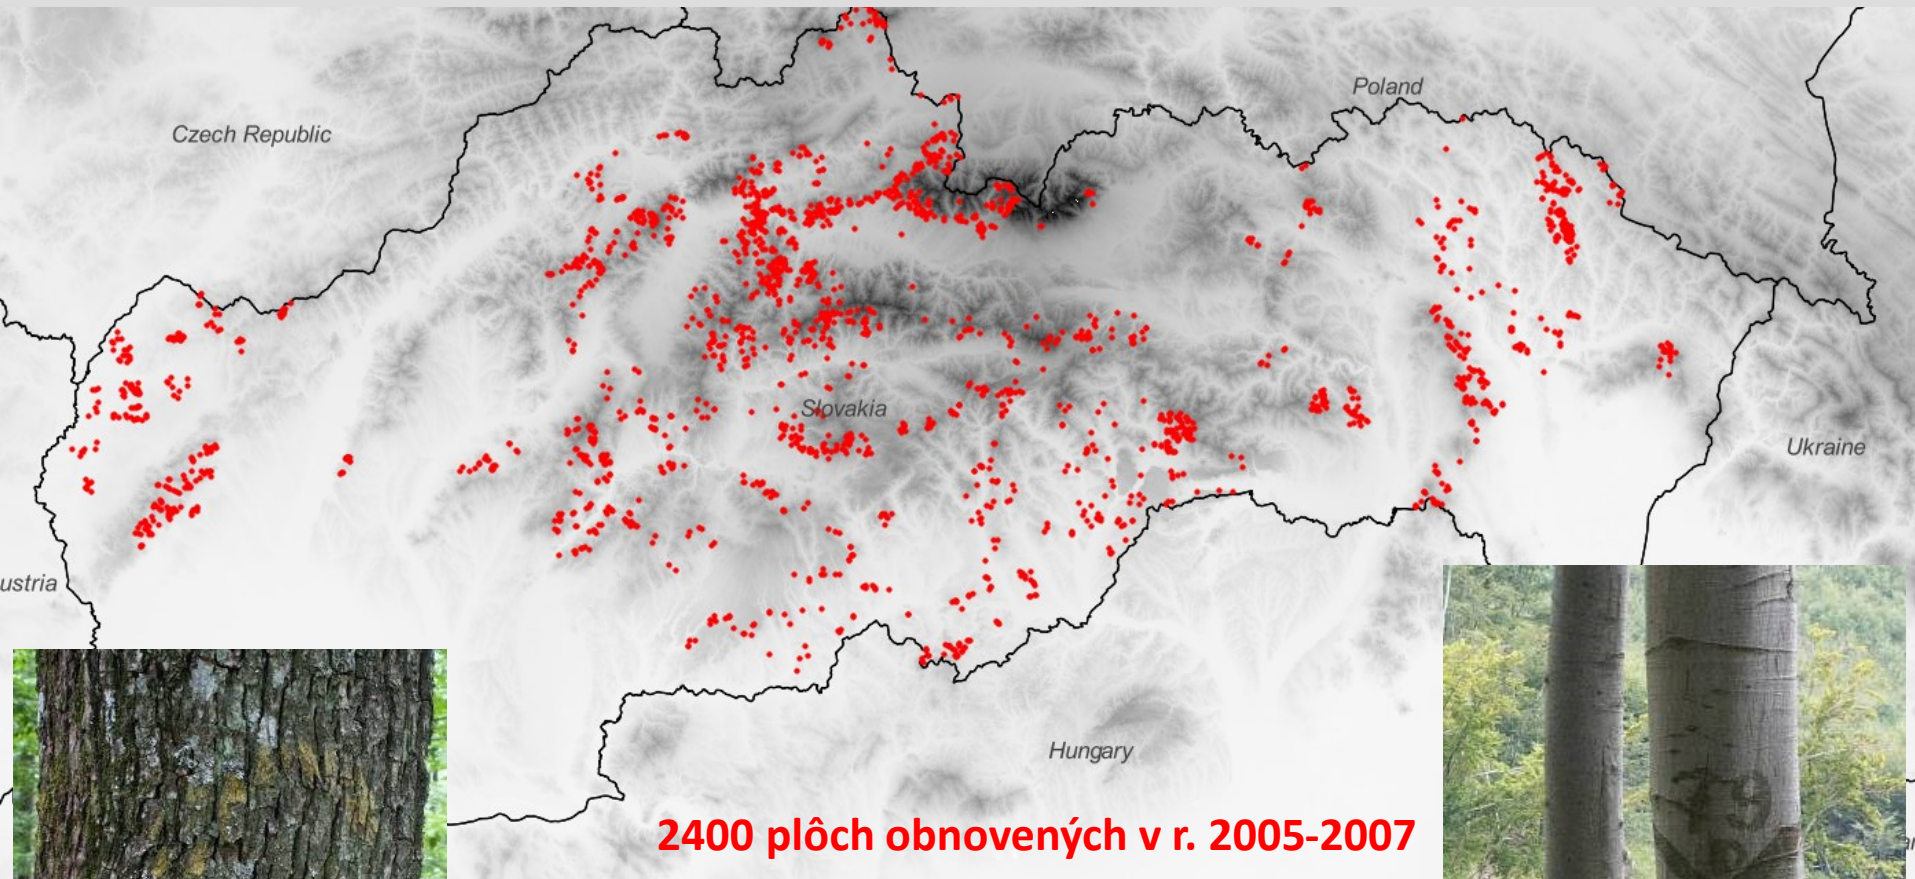 Poland
Czech Republic
Slovakia
Ukraine
ustria
Hungary
2400 plôch obnovených v r. 2005-2007